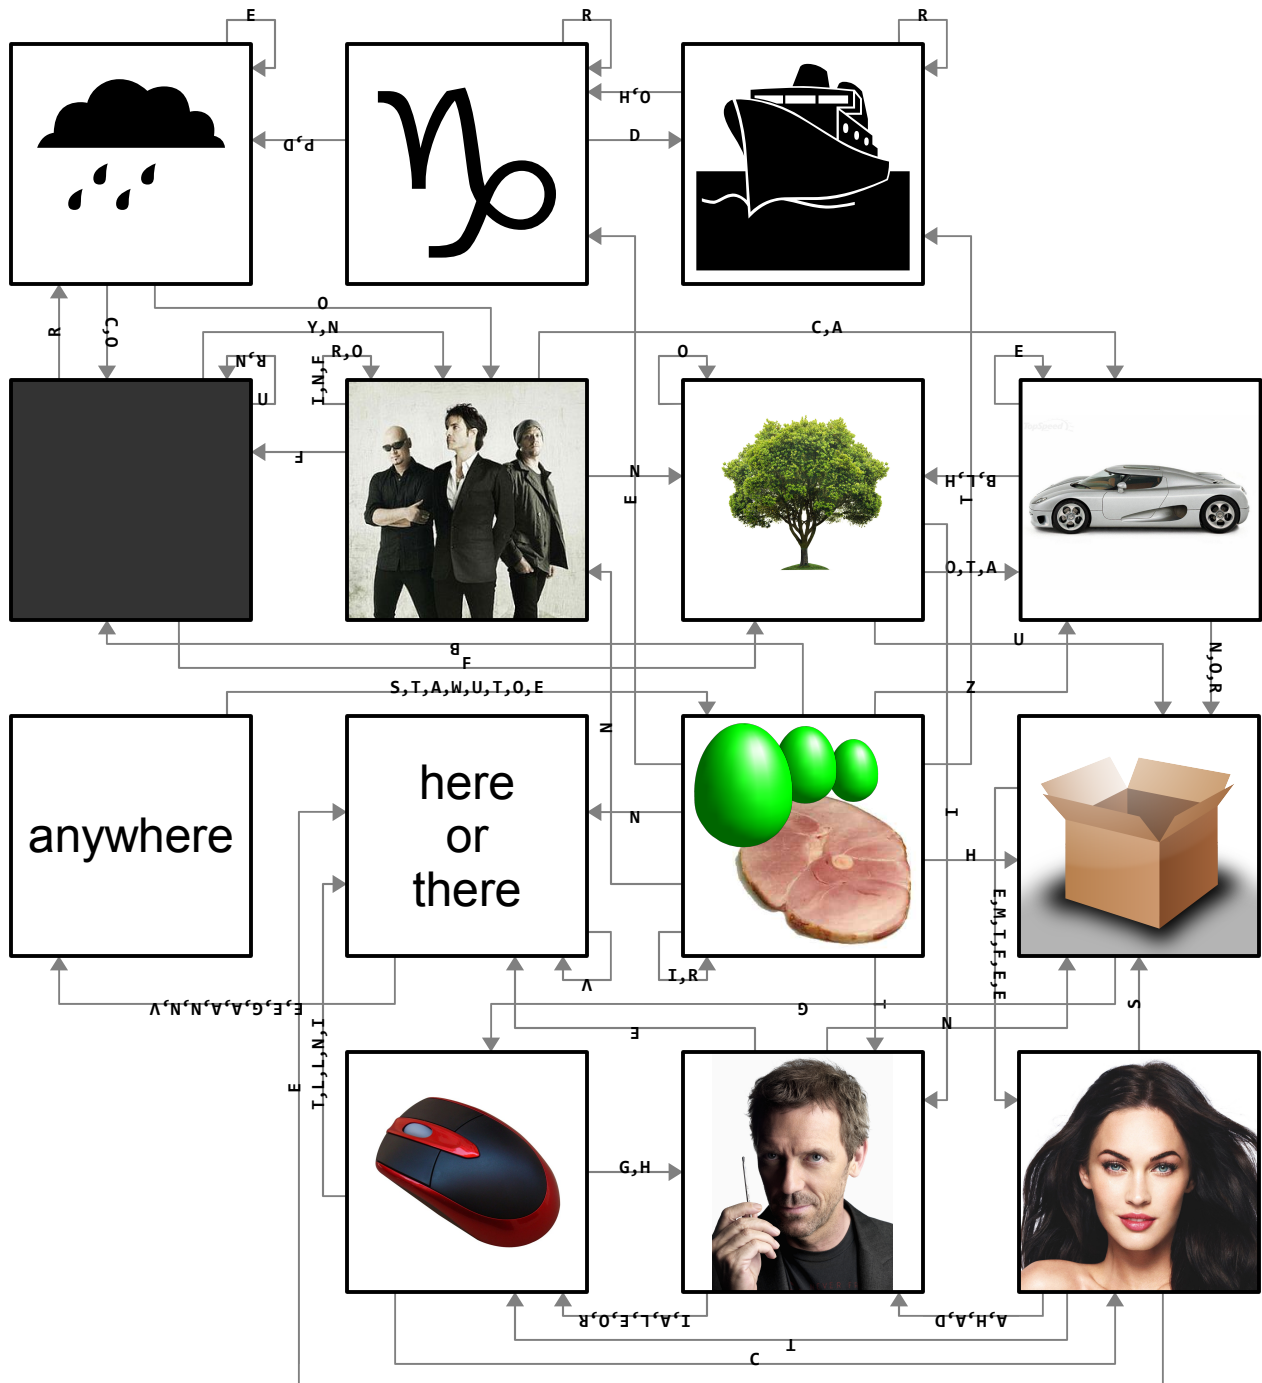 E
R
R
O,H
P,D
D
R
C,O
O
Y,N
C,A
R,N
U
I,N,F
R,O
O
E
F
N
E
B,L,H
T
O,T,A
B
F
U
N,O,R
S,T,A,W,U,T,O,E
Z
N
anywhere
here
or
there
N
I
H
E,M,T,F,E,E
V
I,R
E,E,G,A,A,N,N,V
T
G
S
E
N
E
T,L,L,N,I
G,H
I,A,L,E,O,R
A,H,A,D
T
C